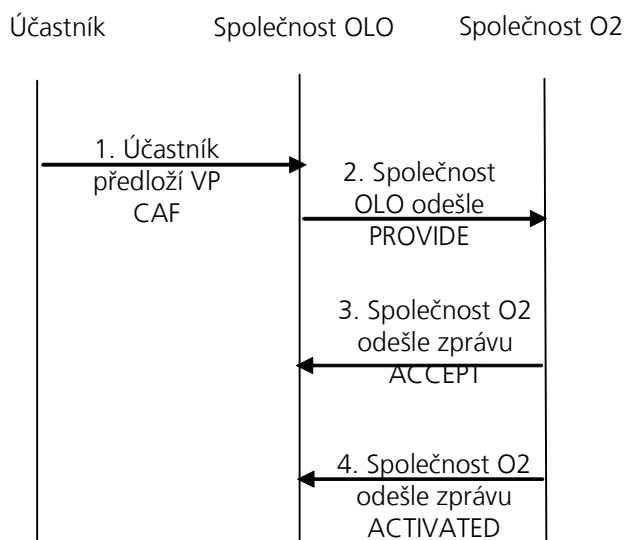 Účastník Společnost OLO Společnost O2
1. Účastník
předloží VP
CAF
2. Společnost
OLO odešle
PROVIDE
3. Společnost O2
odešle zprávu
ACCEPT
4. Společnost O2
odešle zprávu
ACTIVATED